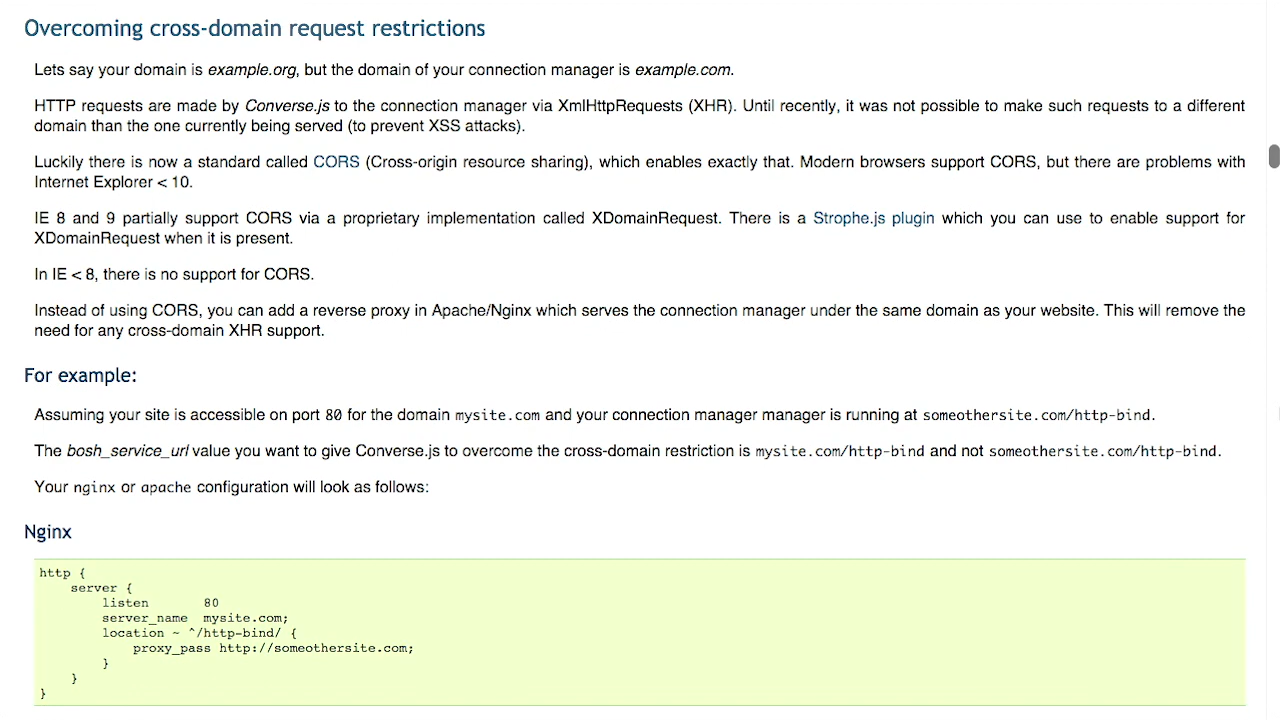 Overcoming cross-domain request restrictions
Lets say your domain is example.org, but the domain of your connection manager is example.com.
HTTP requests are made by Converse.js to the connection manager via XmlHttpRequests (XHR). Until recently, it was not possible to make such requests to a different
domain than the one currently being served (to prevent XSS attacks).
Luckily there is now a standard called CORS (Cross-origin resource sharing), which enables exactly that. Modern browsers support CORS, but there are problems with
Internet Explorer < 10.
IE 8 and 9 partially support CORS via a proprietary implementation called XDomainRequest. There is a Strophe.js plugin which you can use to enable support for
XDomainRequest when it is present.
In IE < 8, there is no support for CORS.
Instead of using CORS, you can add a reverse proxy in Apache/Nginx which serves the connection manager under the same domain as your website. This will remove the
need for any cross-domain XHR support.
For example:
Assuming your site is accessible on port 80 for the domain mysite.com and your connection manager manager is running at someothersite.com/http-bind.
The bosh_service_url value you want to give Converse.js to overcome the cross-domain restriction is mysite.com/http-bind and not someothersite.com/http-bind.
Your nginx or apache configuration will look as follows:
Nginx
http {
    server {
        listen       80
        server_name  mysite.com;
        location ~ ^/http-bind/ {
            proxy_pass http://someothersite.com;
        }
    }
}